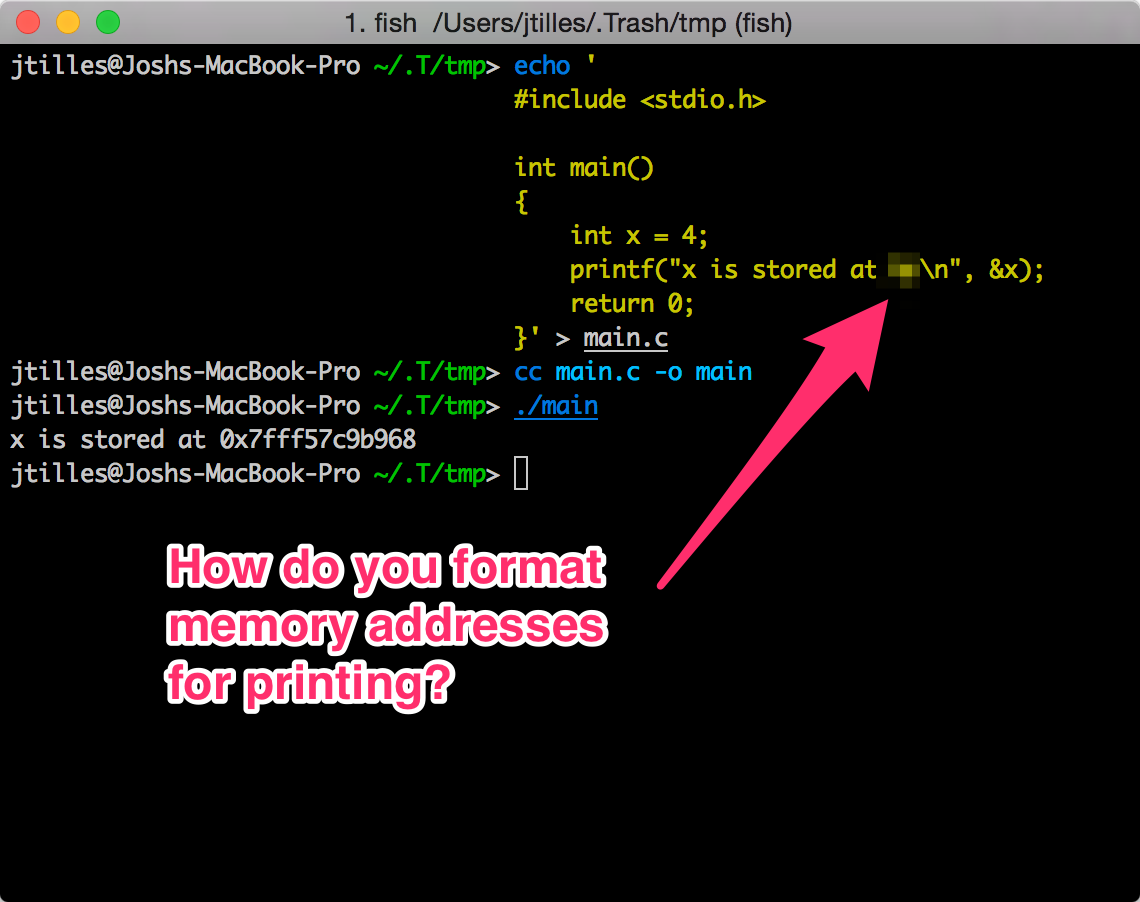 1. fish  /Users/jtilles/.Trash/tmp (fish)
jtilles@Joshs-MacBook-Pro ~/.T/tmp> echo '
#include <stdio.h>
int main()
{
int x = 4;
printf("x is stored at \n", &x);
return 0;
}' > main.c
jtilles@Joshs-MacBook-Pro ~/.T/tmp> cc main.c -o main
jtilles@Joshs-MacBook-Pro ~/.T/tmp> ./main
x is stored at 0x7fff57c9b968
jtilles@Joshs-MacBook-Pro ~/.T/tmp>
How do you format
memory addresses
for printing?